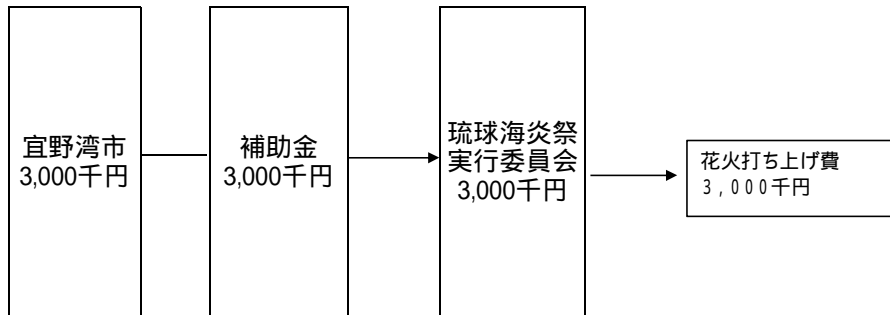 宜野湾市
3,000千円
補助金
3,000千円
琉球海炎祭
実行委員会
3,000千円
花火打ち上げ費
3,000千円